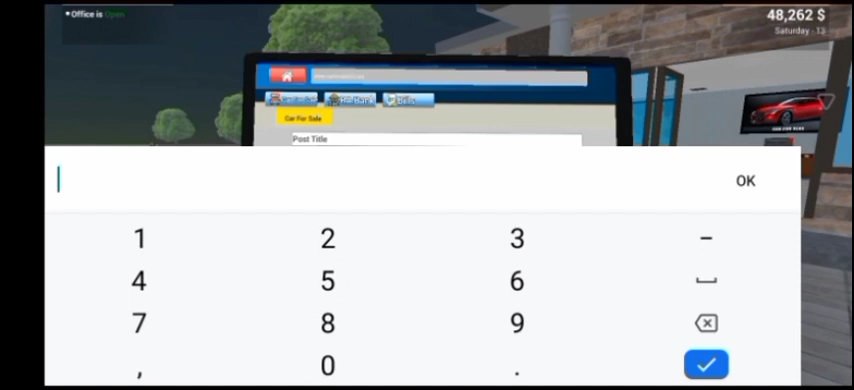 Office is Open
48,262 $
Saturday - 13
Bills
Car For Sale
Post Title
OK
1 2 3 -
4 5 6
7 8 9
, 0 .